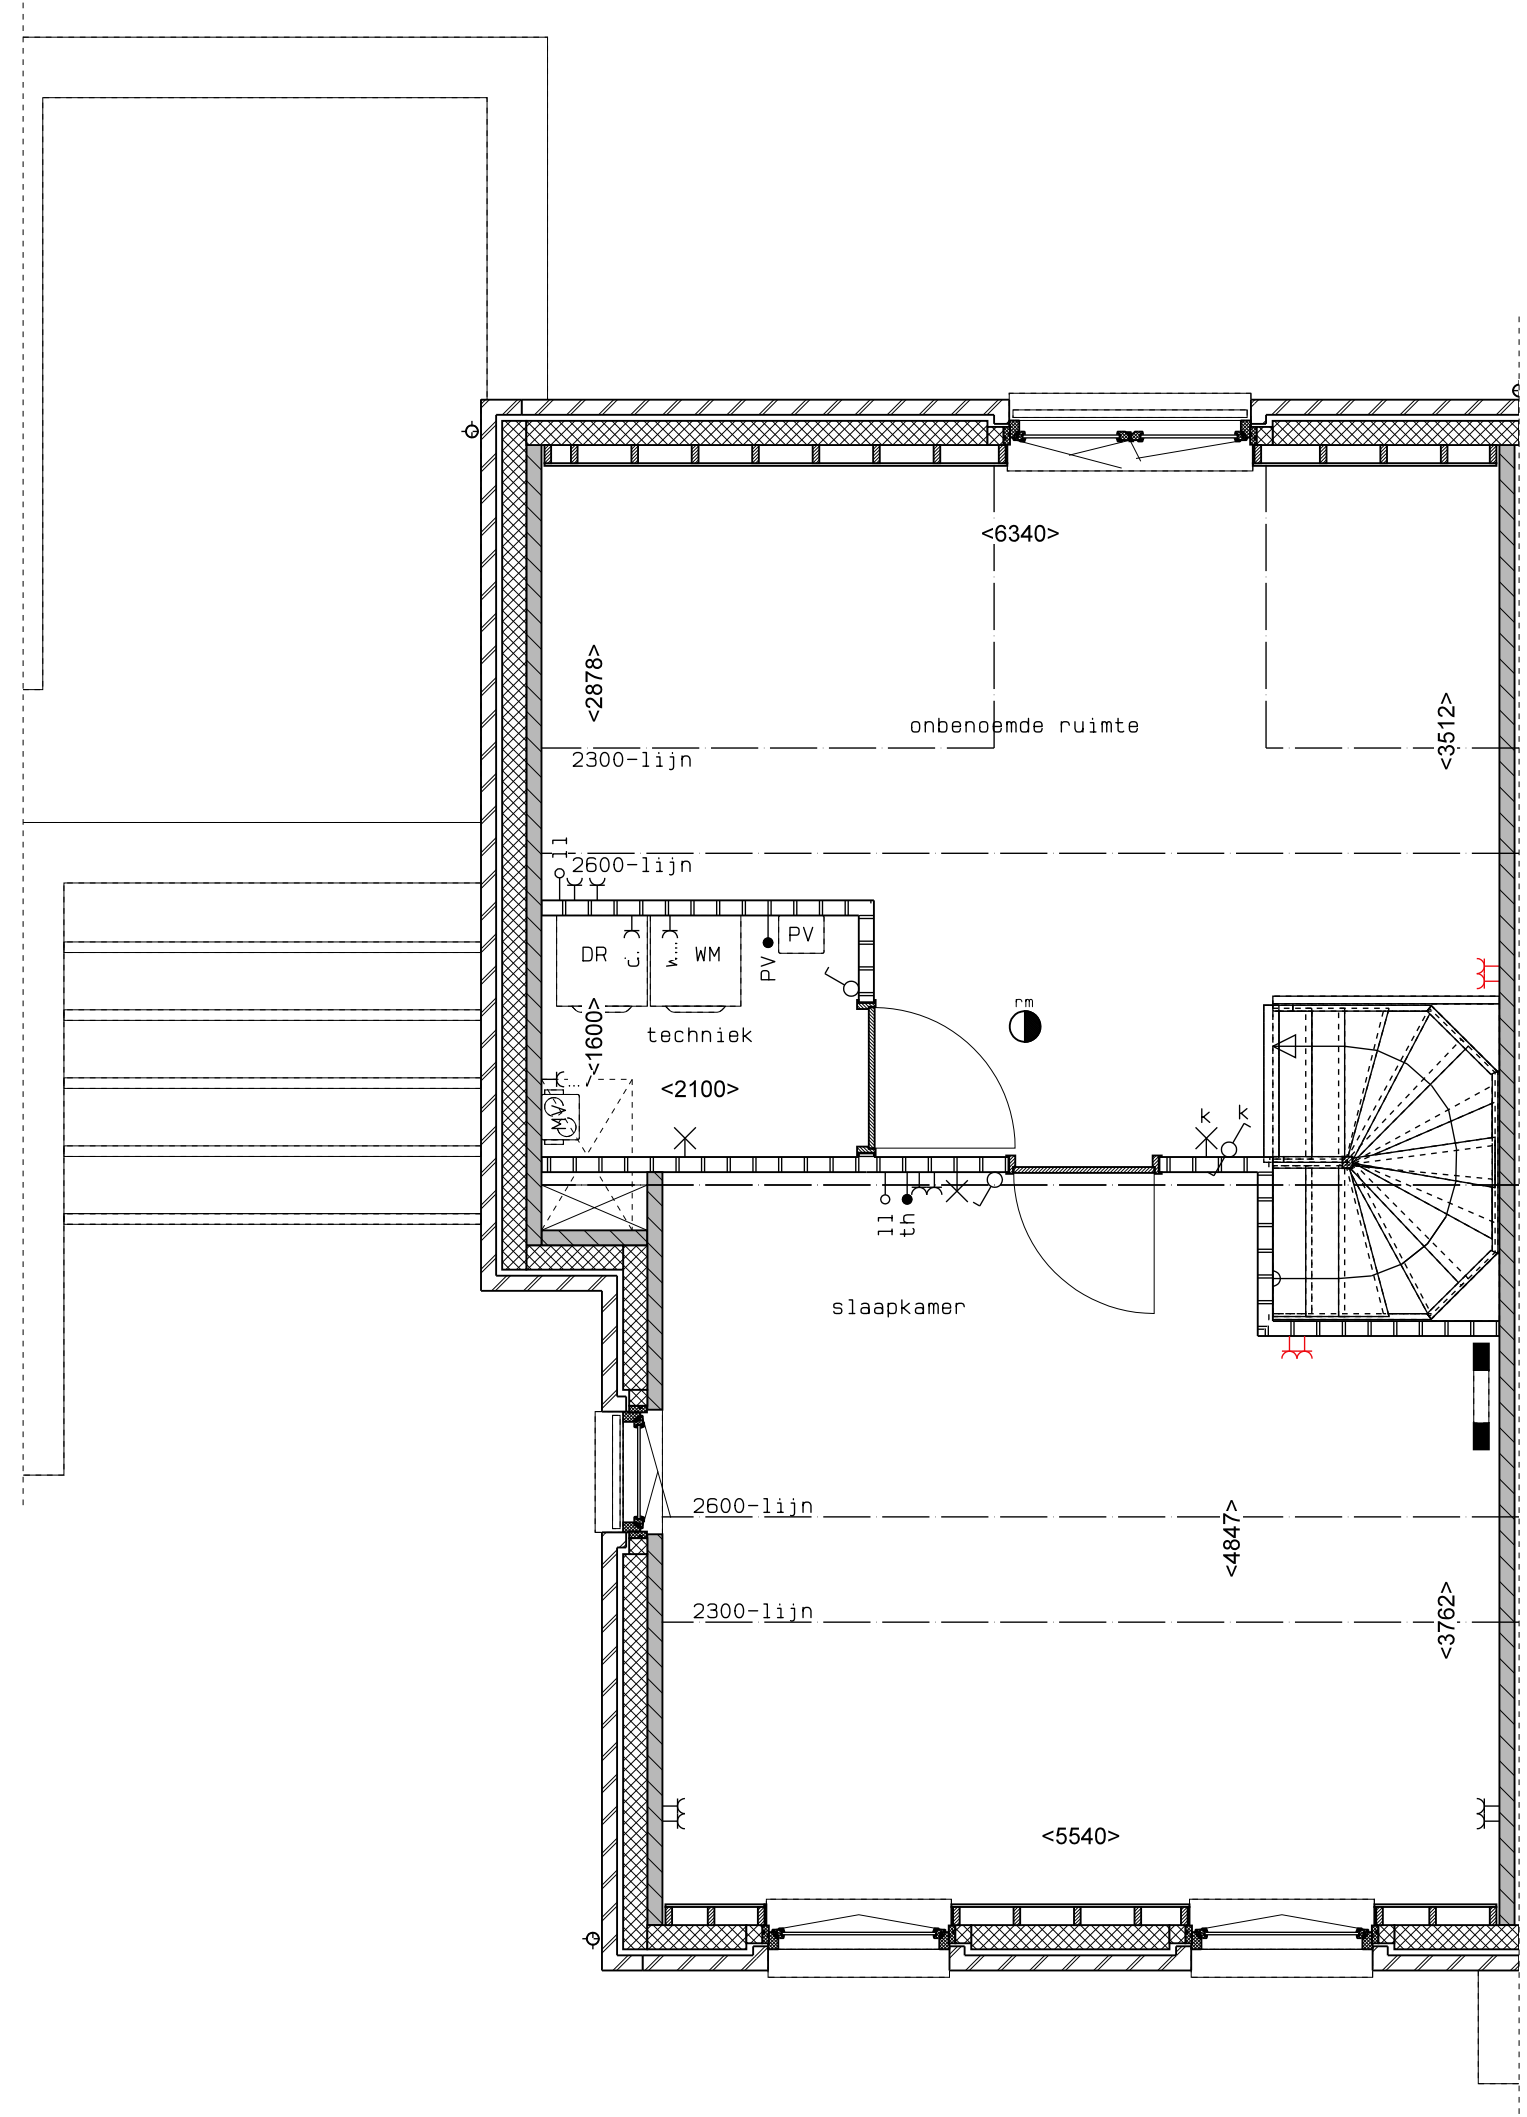 <6340>
<2878>
onbenoemde ruimte
<3512>
2300-lijn
ll
2600-lijn
DR
c.
w...
WM
PV
PV
rm
<1600>
techniek
<2100>
MV
k
k
ll
th
slaapkamer
2600-lijn
<4847>
2300-lijn
<3762>
<5540>